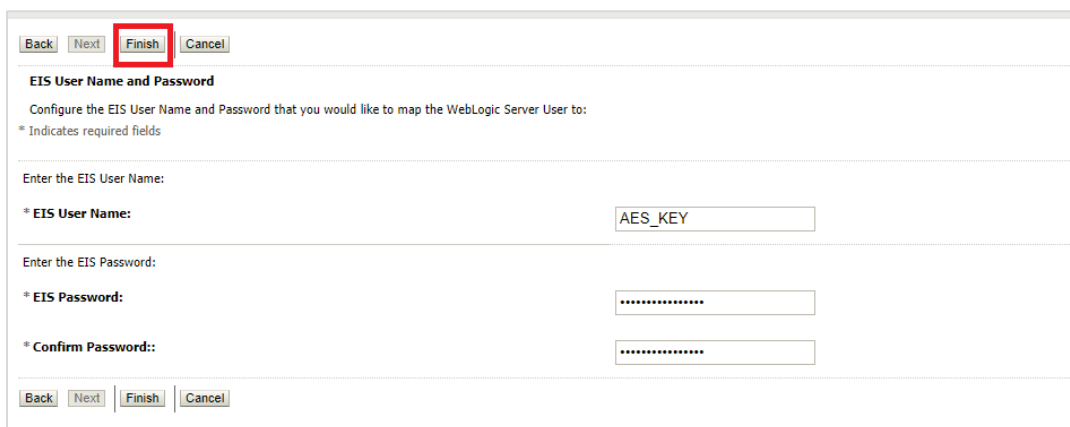 Back Next Finish Cancel
EIS User Name and Password
Configure the EIS User Name and Password that you would like to map the WebLogic Server User to:
* Indicates required fields
Enter the EIS User Name:
* EIS User Name: AES_KEY
Enter the EIS Password:
* EIS Password: ••••••••••••••••
* Confirm Password:: ••••••••••••••••
Back Next Finish Cancel